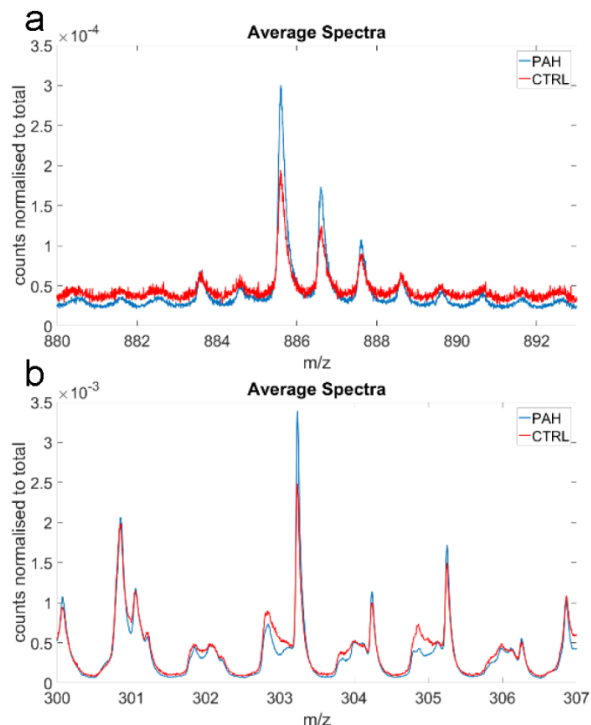 a
×10⁻⁴
Average Spectra
3.5
3
2.5
2
1.5
1
0.5
0
counts normalised to total
PAH
CTRL
880
882
884
886
888
890
892
m/z
b
×10⁻³
Average Spectra
3.5
3
2.5
2
1.5
1
0.5
0
counts normalised to total
PAH
CTRL
300
301
302
303
304
305
306
307
m/z